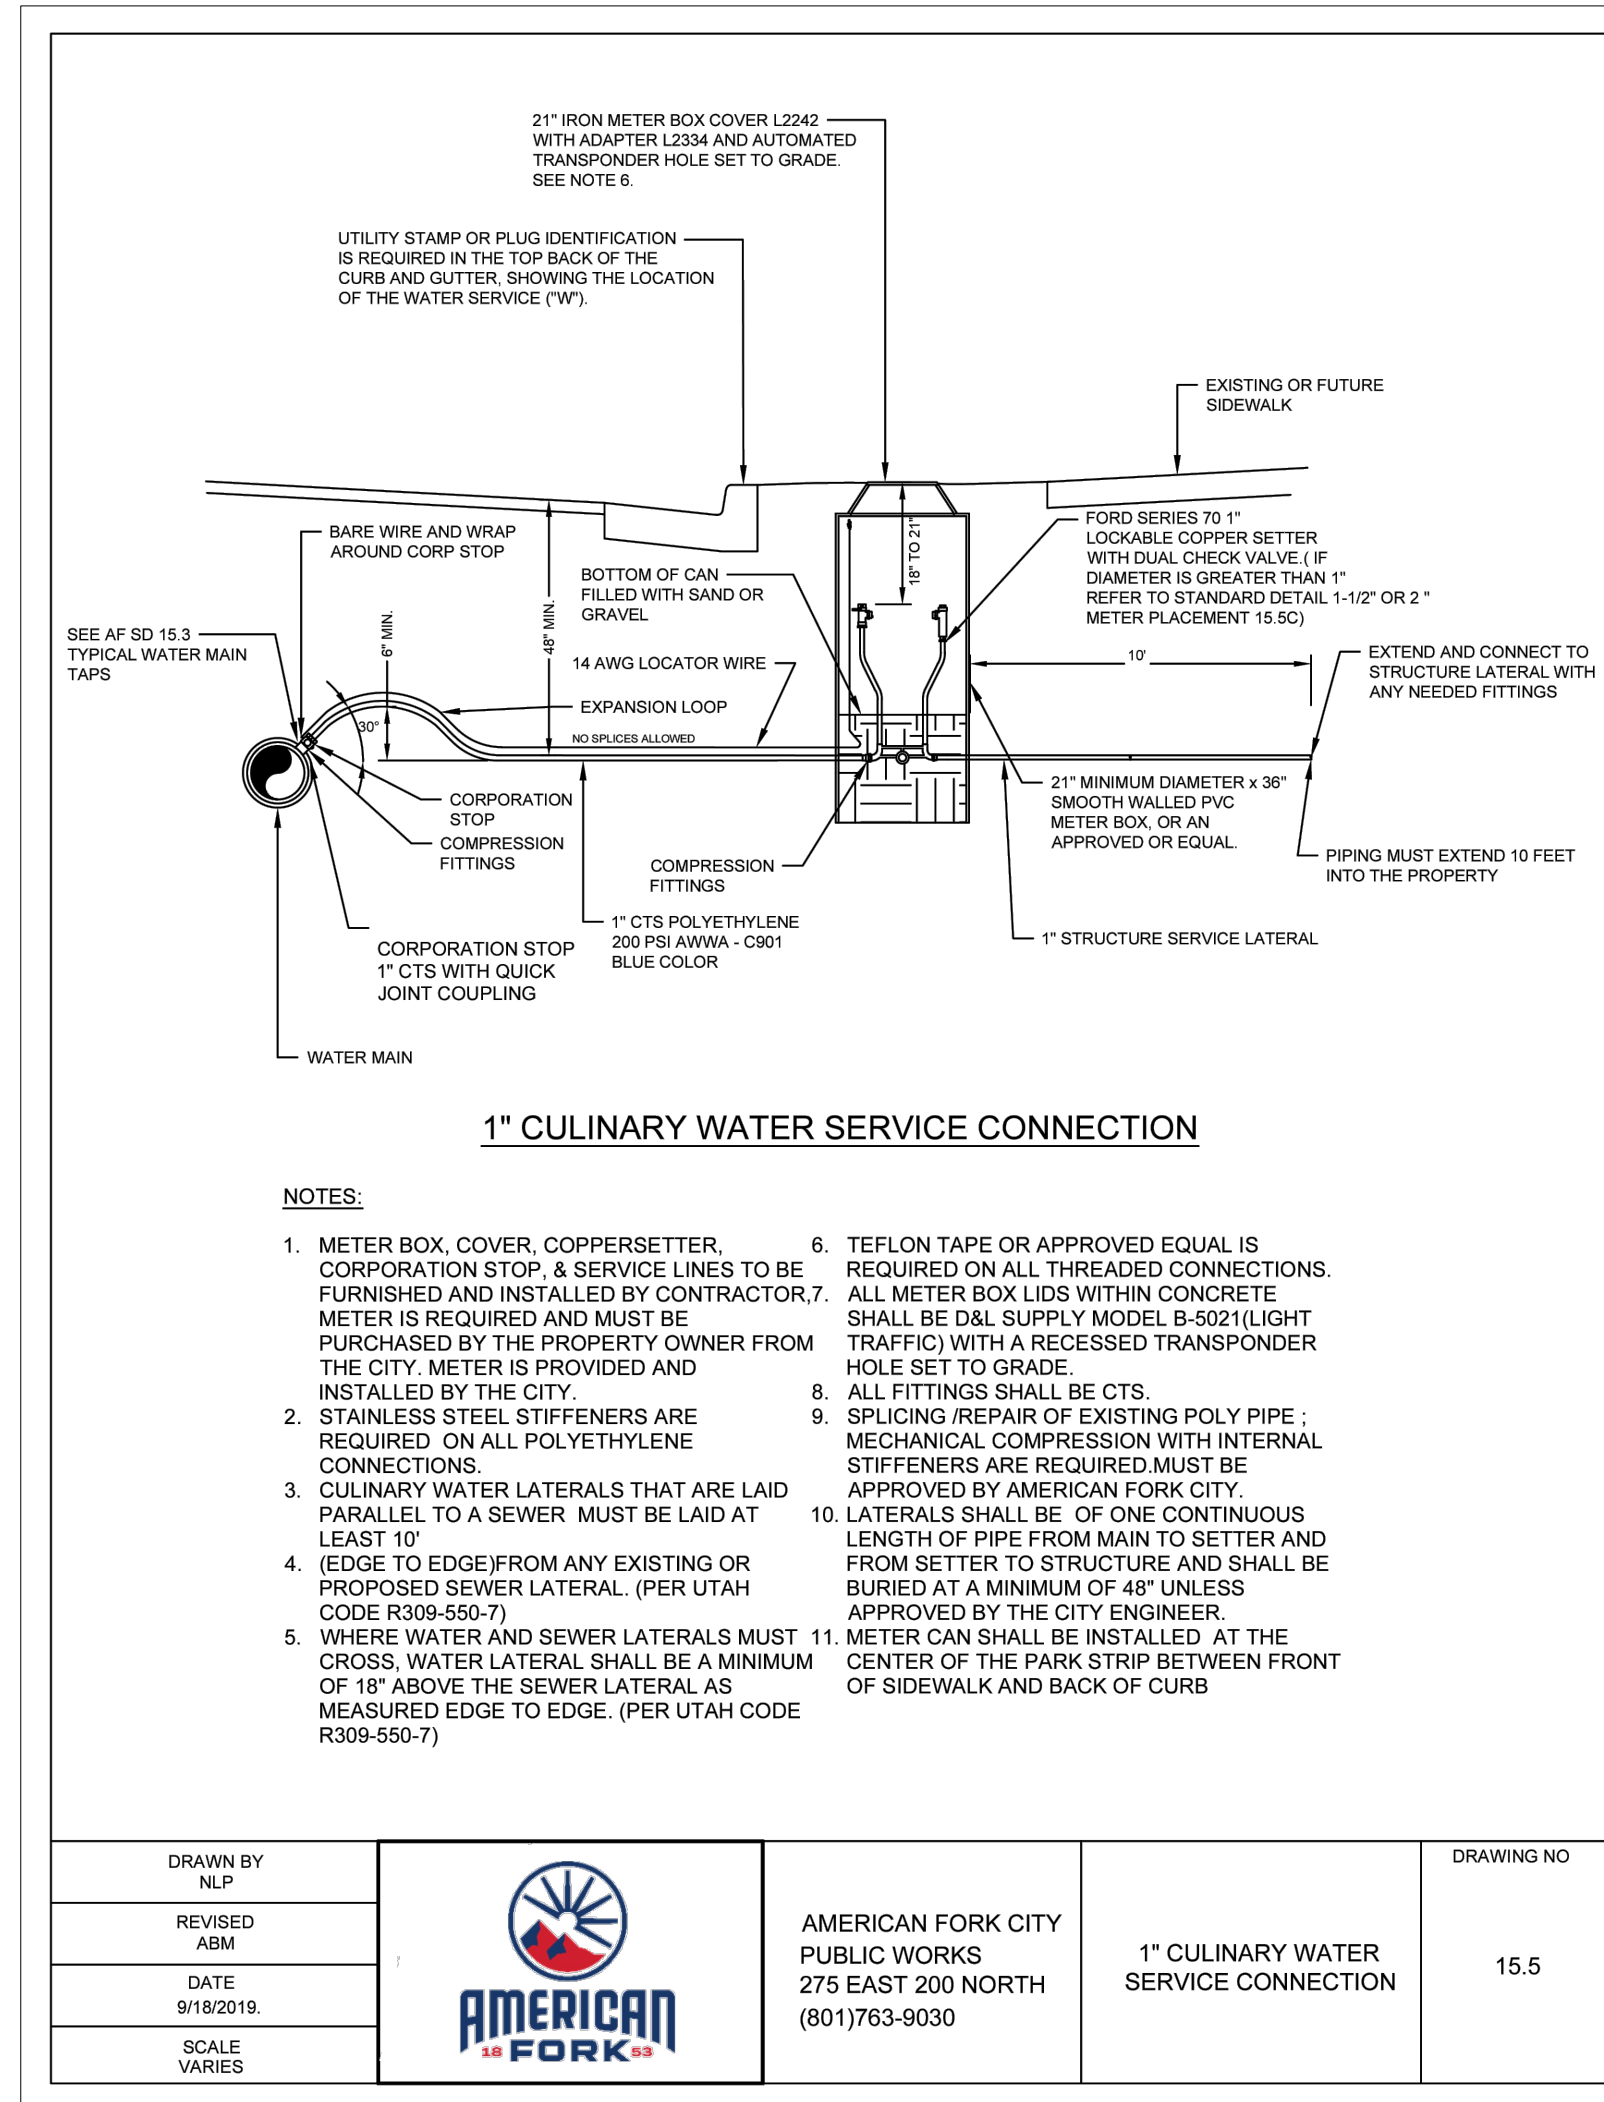 21" IRON METER BOX COVER L2242
WITH ADAPTER L2334 AND AUTOMATED
TRANSPONDER HOLE SET TO GRADE.
SEE NOTE 6.
UTILITY STAMP OR PLUG IDENTIFICATION
IS REQUIRED IN THE TOP BACK OF THE
CURB AND GUTTER, SHOWING THE LOCATION
OF THE WATER SERVICE ("W").
EXISTING OR FUTURE
SIDEWALK
BARE WIRE AND WRAP
AROUND CORP STOP
BOTTOM OF CAN
FILLED WITH SAND OR
GRAVEL
18" TO 21"
FORD SERIES 70 1"
LOCKABLE COPPER SETTER
WITH DUAL CHECK VALVE.( IF
DIAMETER IS GREATER THAN 1"
REFER TO STANDARD DETAIL 1-1/2" OR 2 "
METER PLACEMENT 15.5C)
SEE AF SD 15.3
TYPICAL WATER MAIN
TAPS
6" MIN.
48" MIN.
14 AWG LOCATOR WIRE
10'
EXTEND AND CONNECT TO
STRUCTURE LATERAL WITH
ANY NEEDED FITTINGS
EXPANSION LOOP
30°
NO SPLICES ALLOWED
CORPORATION
STOP
COMPRESSION
FITTINGS
COMPRESSION
FITTINGS
21" MINIMUM DIAMETER x 36"
SMOOTH WALLED PVC
METER BOX, OR AN
APPROVED OR EQUAL.
PIPING MUST EXTEND 10 FEET
INTO THE PROPERTY
CORPORATION STOP
1" CTS WITH QUICK
JOINT COUPLING
1" CTS POLYETHYLENE
200 PSI AWWA - C901
BLUE COLOR
1" STRUCTURE SERVICE LATERAL
WATER MAIN
1" CULINARY WATER SERVICE CONNECTION
NOTES:
1. METER BOX, COVER, COPPERSETTER,
CORPORATION STOP, & SERVICE LINES TO BE
FURNISHED AND INSTALLED BY CONTRACTOR,
METER IS REQUIRED AND MUST BE
PURCHASED BY THE PROPERTY OWNER FROM
THE CITY. METER IS PROVIDED AND
INSTALLED BY THE CITY.
2. STAINLESS STEEL STIFFENERS ARE
REQUIRED ON ALL POLYETHYLENE
CONNECTIONS.
3. CULINARY WATER LATERALS THAT ARE LAID
PARALLEL TO A SEWER MUST BE LAID AT
LEAST 10'
4. (EDGE TO EDGE)FROM ANY EXISTING OR
PROPOSED SEWER LATERAL. (PER UTAH
CODE R309-550-7)
5. WHERE WATER AND SEWER LATERALS MUST
CROSS, WATER LATERAL SHALL BE A MINIMUM
OF 18" ABOVE THE SEWER LATERAL AS
MEASURED EDGE TO EDGE. (PER UTAH CODE
R309-550-7)
6. TEFLON TAPE OR APPROVED EQUAL IS
REQUIRED ON ALL THREADED CONNECTIONS.
7. ALL METER BOX LIDS WITHIN CONCRETE
SHALL BE D&L SUPPLY MODEL B-5021(LIGHT
TRAFFIC) WITH A RECESSED TRANSPONDER
HOLE SET TO GRADE.
8. ALL FITTINGS SHALL BE CTS.
9. SPLICING /REPAIR OF EXISTING POLY PIPE ;
MECHANICAL COMPRESSION WITH INTERNAL
STIFFENERS ARE REQUIRED.MUST BE
APPROVED BY AMERICAN FORK CITY.
10. LATERALS SHALL BE OF ONE CONTINUOUS
LENGTH OF PIPE FROM MAIN TO SETTER AND
FROM SETTER TO STRUCTURE AND SHALL BE
BURIED AT A MINIMUM OF 48" UNLESS
APPROVED BY THE CITY ENGINEER.
11. METER CAN SHALL BE INSTALLED AT THE
CENTER OF THE PARK STRIP BETWEEN FRONT
OF SIDEWALK AND BACK OF CURB
DRAWN BY
NLP
REVISED
ABM
DATE
9/18/2019.
SCALE
VARIES
AMERICAN
18 FORK 53
AMERICAN FORK CITY
PUBLIC WORKS
275 EAST 200 NORTH
(801)763-9030
1" CULINARY WATER
SERVICE CONNECTION
DRAWING NO
15.5